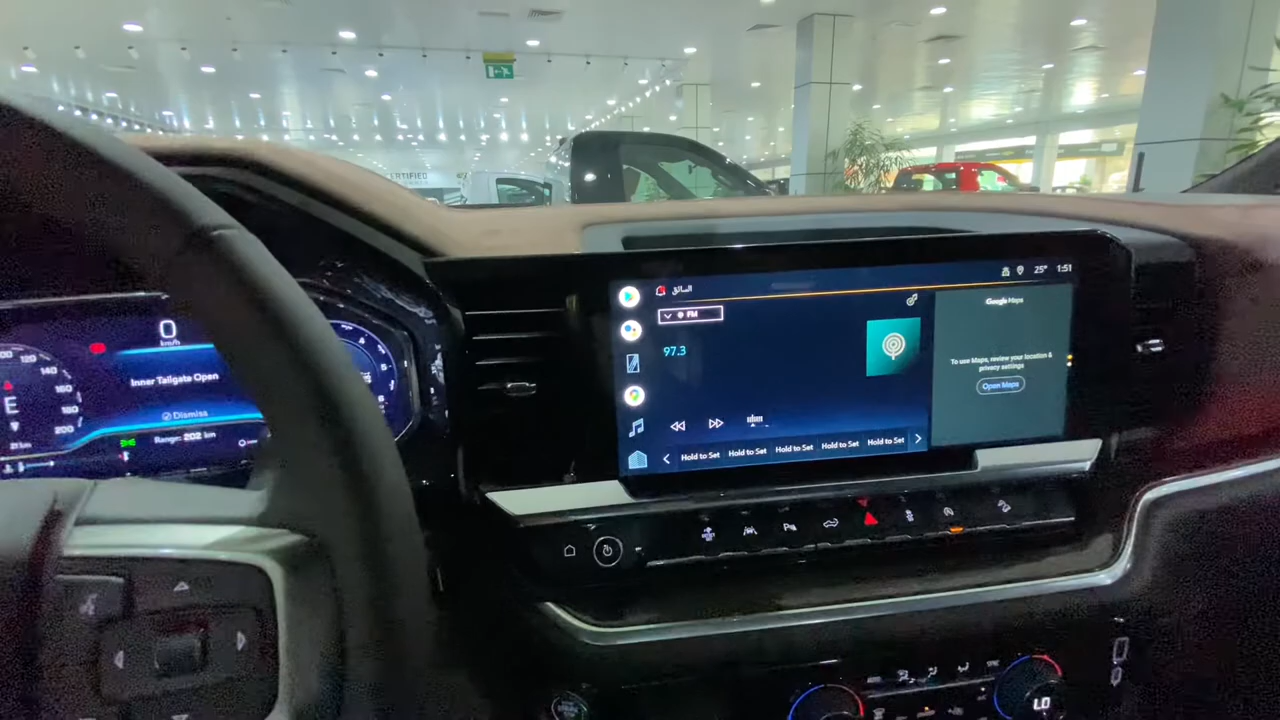 CERTIFIED
25° 1:51
السائق
FM
Google Maps
97.3
To use Maps, review your location &
privacy settings
Open Maps
Hold to Set Hold to Set Hold to Set Hold to Set Hold to Set
0
km/h
120
140
160
180
200
E
Inner Tailgate Open
Dismiss
Range: 202 km
SYNC
LO